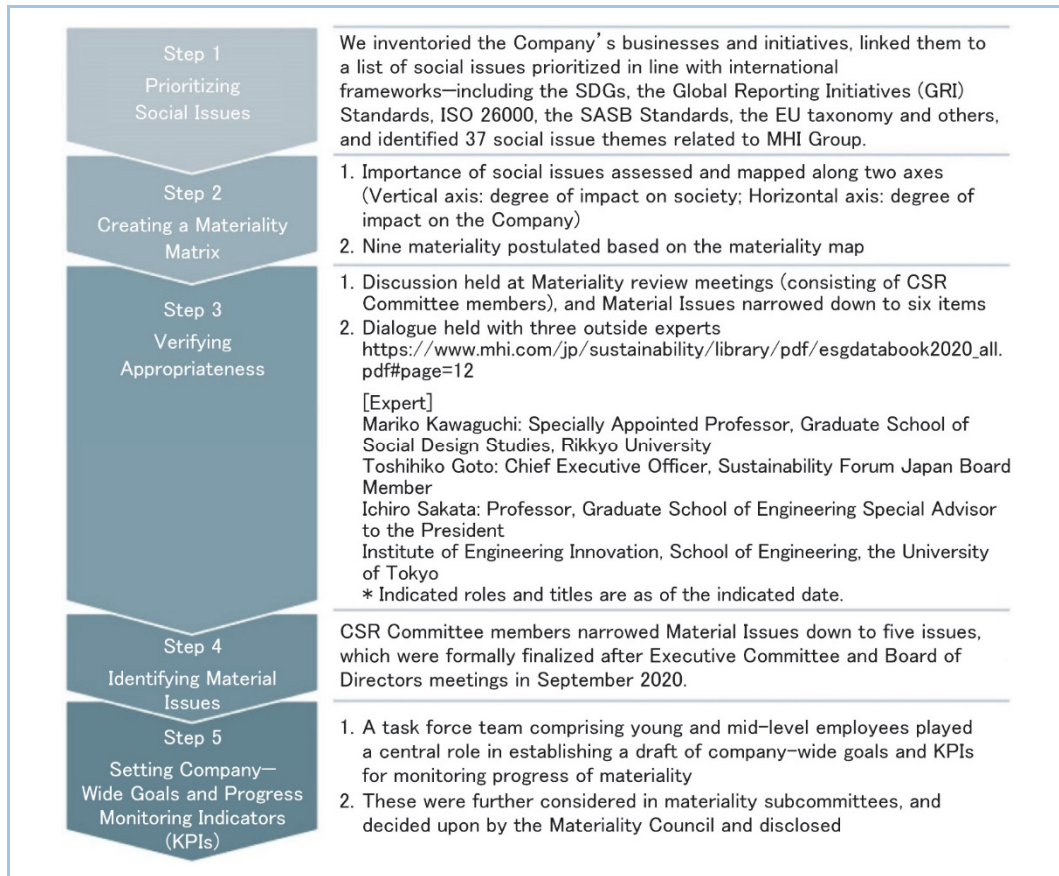 Step 1
Prioritizing
Social Issues
We inventoried the Company's businesses and initiatives, linked them to
a list of social issues prioritized in line with international
frameworks—including the SDGs, the Global Reporting Initiatives (GRI)
Standards, ISO 26000, the SASB Standards, the EU taxonomy and others,
and identified 37 social issue themes related to MHI Group.
Step 2
Creating a Materiality
Matrix
1. Importance of social issues assessed and mapped along two axes
(Vertical axis: degree of impact on society; Horizontal axis: degree of
impact on the Company)
2. Nine materiality postulated based on the materiality map
Step 3
Verifying
Appropriateness
1. Discussion held at Materiality review meetings (consisting of CSR
Committee members), and Material Issues narrowed down to six items
2. Dialogue held with three outside experts
https://www.mhi.com/jp/sustainability/library/pdf/esgdatabook2020_all.
pdf#page=12
[Expert]
Mariko Kawaguchi: Specially Appointed Professor, Graduate School of
Social Design Studies, Rikkyo University
Toshihiko Goto: Chief Executive Officer, Sustainability Forum Japan Board
Member
Ichiro Sakata: Professor, Graduate School of Engineering Special Advisor
to the President
Institute of Engineering Innovation, School of Engineering, the University
of Tokyo
* Indicated roles and titles are as of the indicated date.
Step 4
Identifying Material
Issues
CSR Committee members narrowed Material Issues down to five issues,
which were formally finalized after Executive Committee and Board of
Directors meetings in September 2020.
Step 5
Setting Company-
Wide Goals and Progress
Monitoring Indicators
(KPIs)
1. A task force team comprising young and mid-level employees played
a central role in establishing a draft of company-wide goals and KPIs
for monitoring progress of materiality
2. These were further considered in materiality subcommittees, and
decided upon by the Materiality Council and disclosed